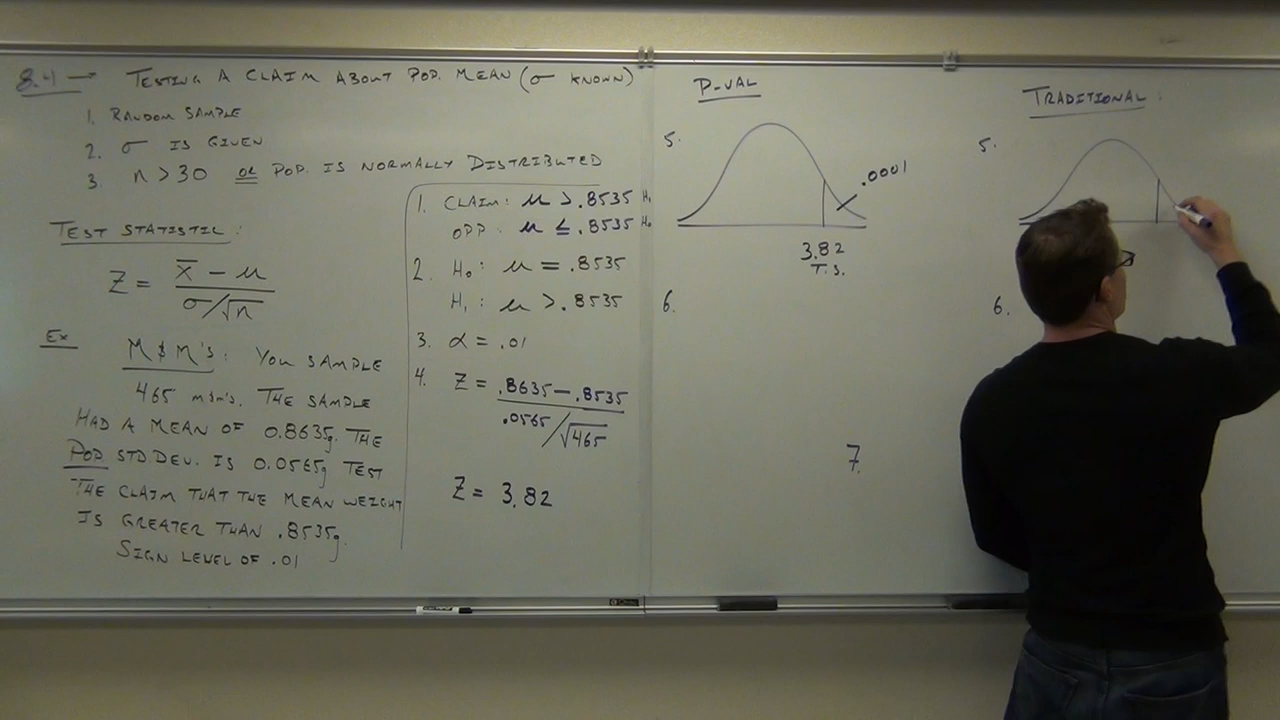 8.4 → TESTING A CLAIM ABOUT POP. MEAN (σ KNOWN)
1. RANDOM SAMPLE
2. σ IS GIVEN
3. n > 30 OR POP. IS NORMALLY DISTRIBUTED
TEST STATISTIC:
Z = x̄ - μ / σ/√n
EX
M & M'S: YOU SAMPLE
465 m&m's. THE SAMPLE
HAD A MEAN OF 0.8635g. THE
POP STD. DEV. IS 0.0565g TEST
THE CLAIM THAT THE MEAN WEIGHT
IS GREATER THAN .8535g.
SIGN LEVEL OF .01
1. CLAIM: μ > .8535 H₁
OPP: μ ≤ .8535 H₀
2. H₀: μ = .8535
H₁: μ > .8535
3. α = .01
4. Z = .8635 - .8535 / .0565/√465
Z = 3.82
P-VAL
5.
.0001
3.82
T.S.
6.
7.
TRADITIONAL:
5.
6.